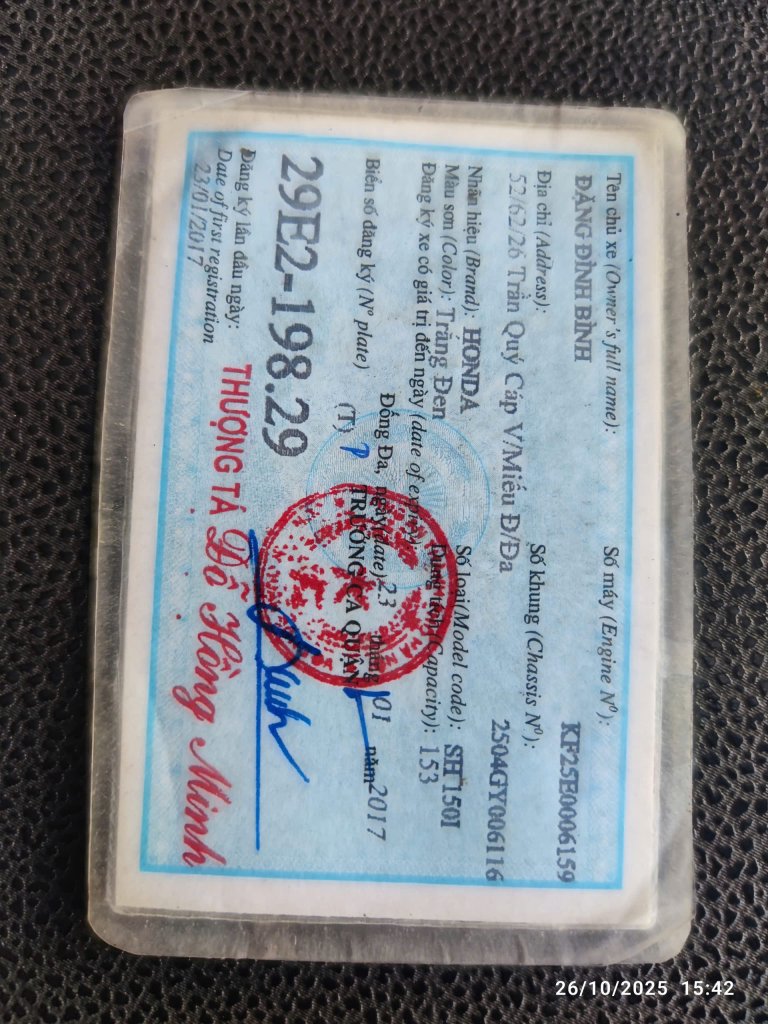 Tên chủ xe (Owner's full name):
Số máy (Engine N⁰):
ĐẶNG ĐÌNH BÌNH
KF25E0006159
Địa chỉ (Address):
Số khung (Chassis N⁰):
52/62/26 Trần Quý Cáp V/Miếu Đ/Đa
2504GY006116
Nhãn hiệu (Brand): HONDA
Số loại(Model code): SH 150I
Màu sơn (Color): Trắng Đen
Dung tích(Capacity): 153
Đăng ký xe có giá trị đến ngày (date of expiry)
Đống Đa, ngày(date) 23 tháng 01 năm 2017
Biển số đăng ký (N⁰ plate)
(T) TRƯỞNG CA QUẬN
29E2-198.29
Đăng ký lần đầu ngày:
Date of first registration
23/01/2017
THƯỢNG TÁ Đỗ Hồng Minh
26/10/2025 15:42